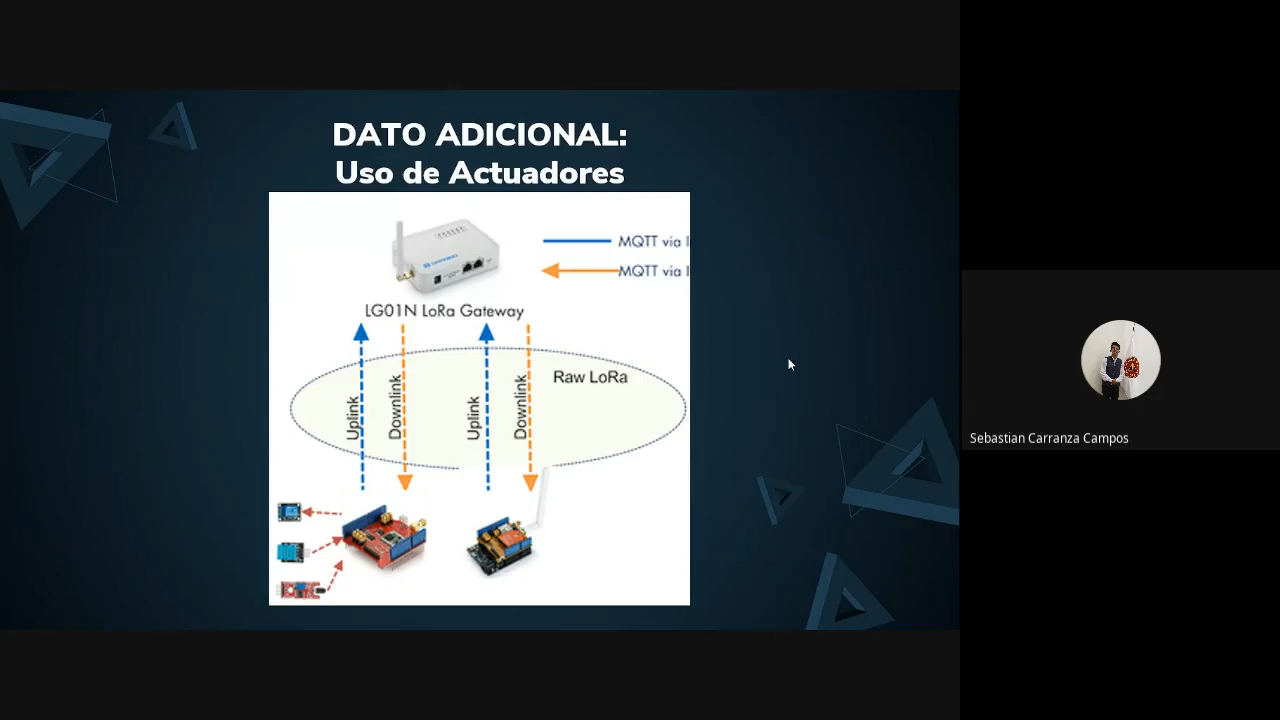 DATO ADICIONAL:
Uso de Actuadores
MQTT via I
MQTT via I
LG01N LoRa Gateway
Raw LoRa
Uplink
Downlink
Uplink
Downlink
Sebastian Carranza Campos